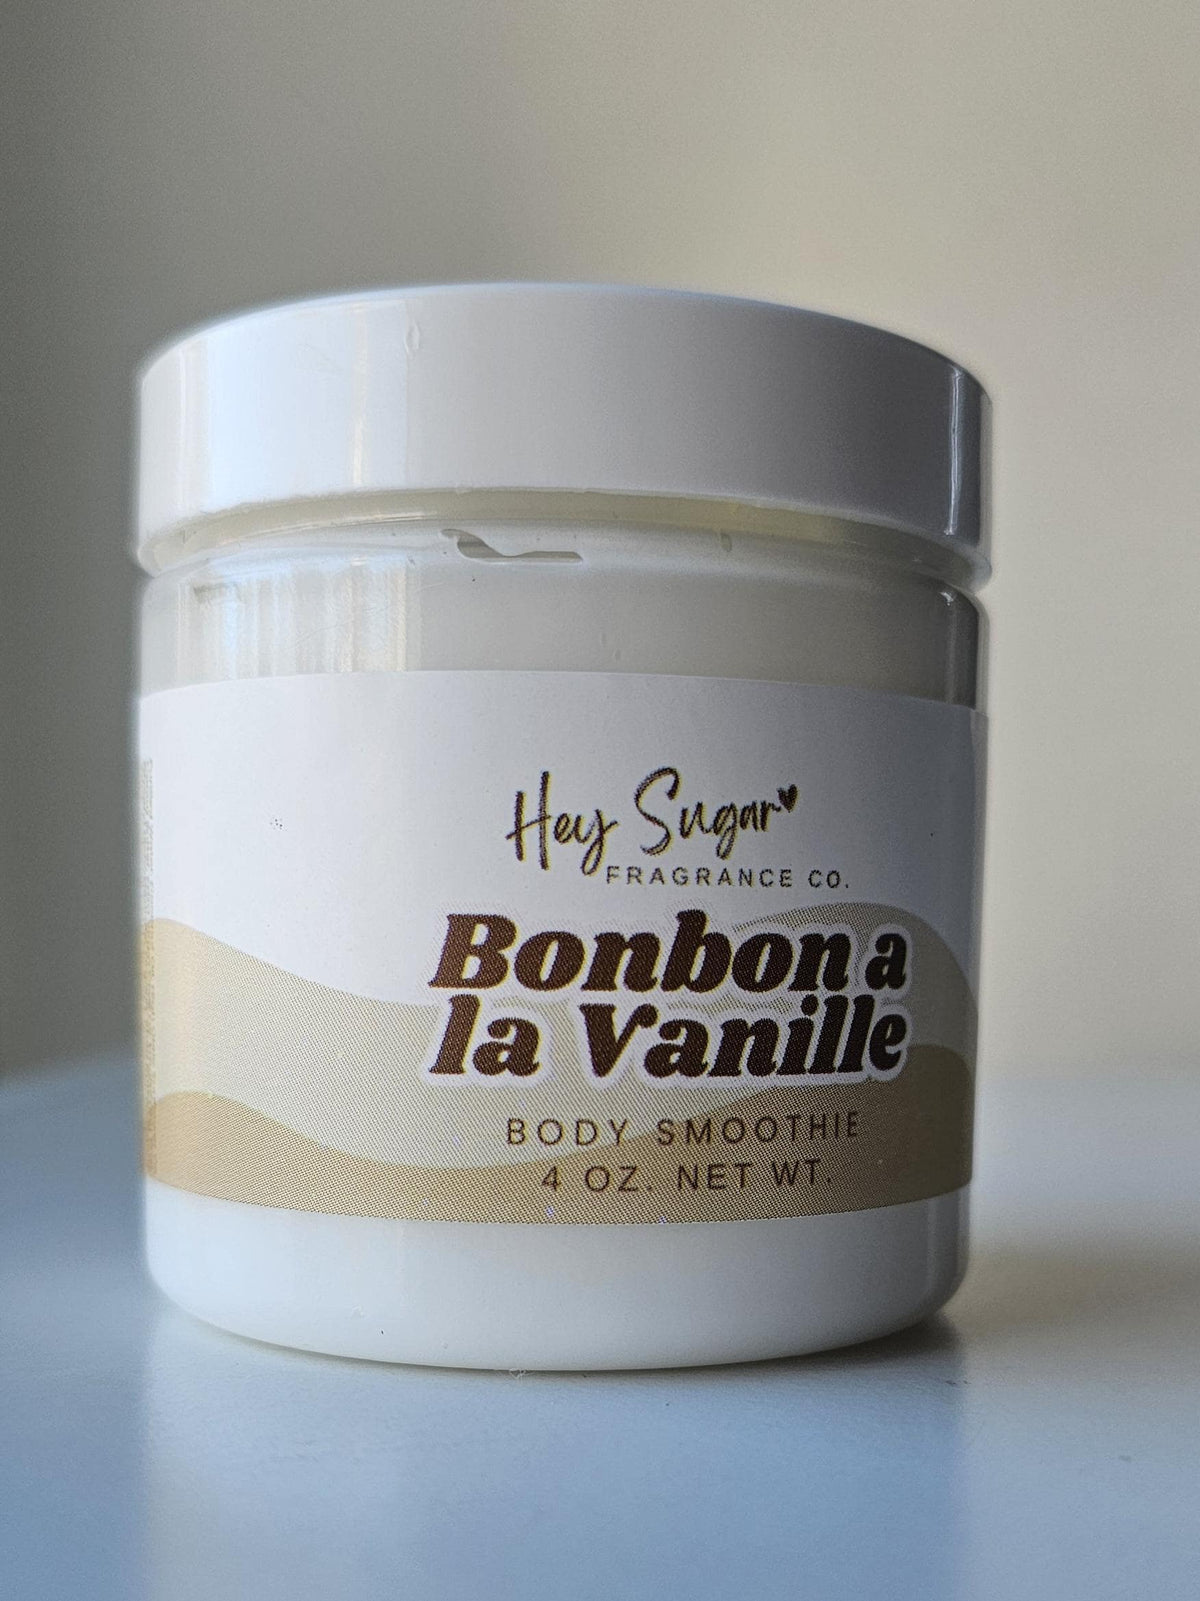 Hey Sugar
FRAGRANCE CO.
Bonbon a
la Vanille
BODY SMOOTHIE
4 OZ. NET WT.